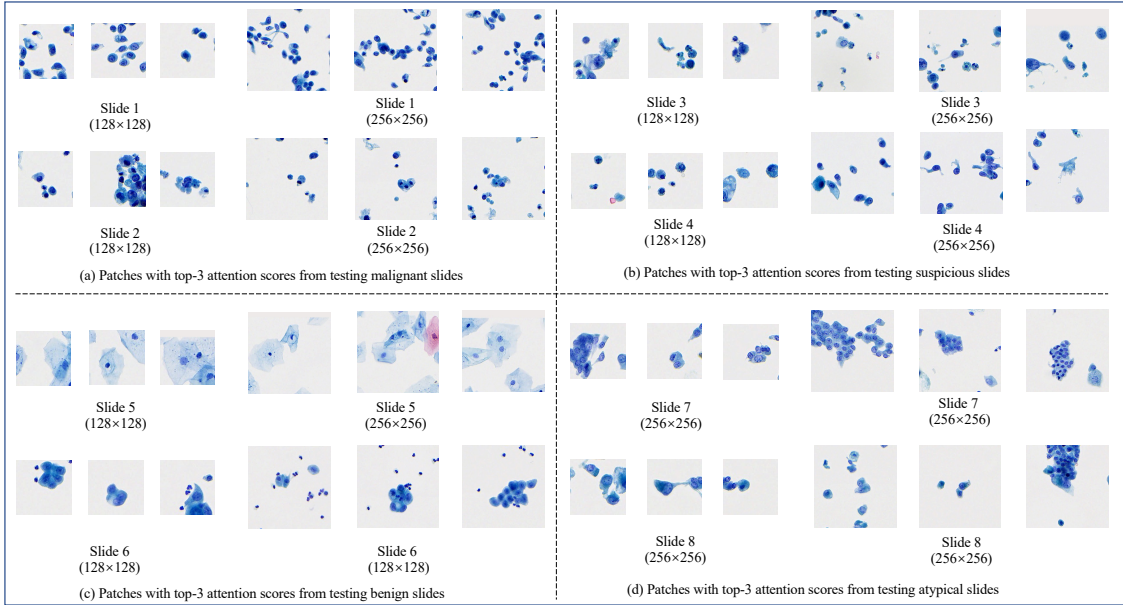 Slide 1
(128×128)
Slide 1
(256×256)
Slide 2
(128×128)
Slide 2
(256×256)
(a) Patches with top-3 attention scores from testing malignant slides
Slide 3
(128×128)
Slide 3
(256×256)
Slide 4
(128×128)
Slide 4
(256×256)
(b) Patches with top-3 attention scores from testing suspicious slides
Slide 5
(128×128)
Slide 5
(256×256)
Slide 6
(128×128)
Slide 6
(128×128)
(c) Patches with top-3 attention scores from testing benign slides
Slide 7
(256×256)
Slide 7
(256×256)
Slide 8
(256×256)
Slide 8
(256×256)
(d) Patches with top-3 attention scores from testing atypical slides